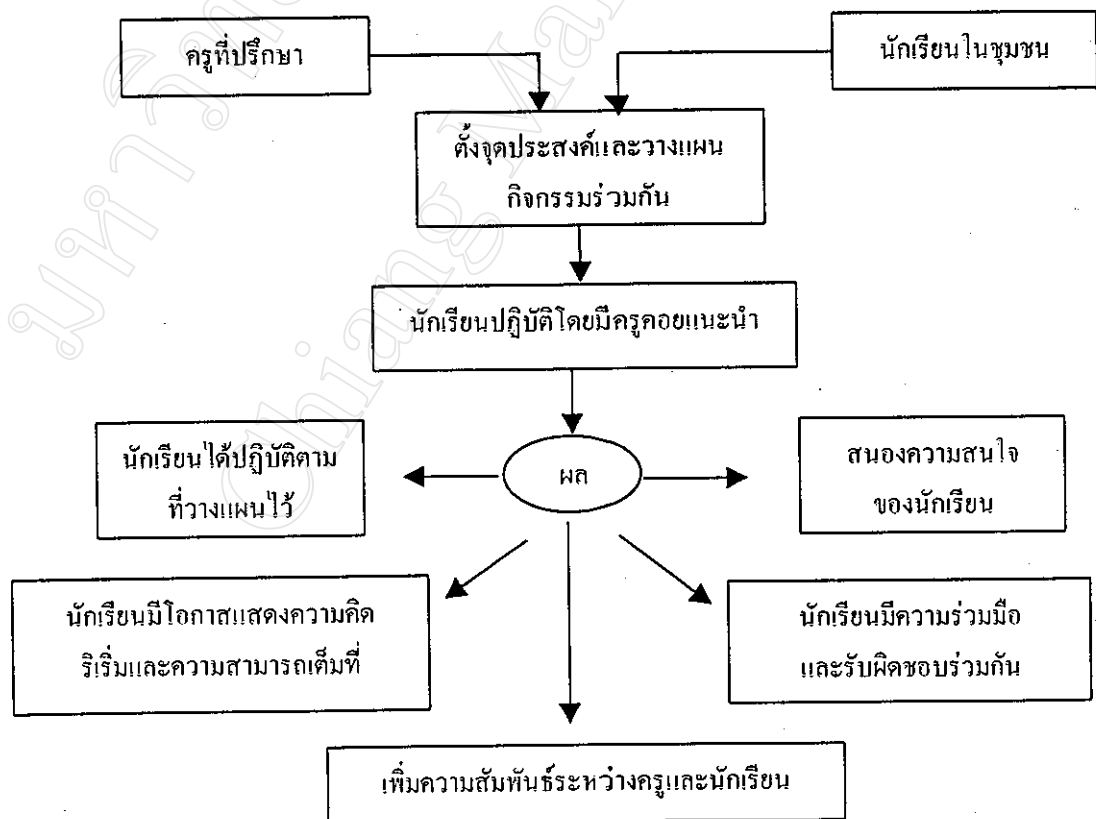 ครูที่ปรึกษา
นักเรียนในชุมชน
ตั้งจุดประสงค์และวางแผน
กิจกรรมร่วมกัน
นักเรียนปฏิบัติโดยมีครูคอยแนะนำ
นักเรียนได้ปฏิบัติตาม
ที่วางแผนไว้
ผล
สนองความสนใจ
ของนักเรียน
นักเรียนมีโอกาสแสดงความคิด
ริเริ่มและความสามารถเต็มที่
นักเรียนมีความร่วมมือ
และรับผิดชอบร่วมกัน
เพิ่มความสัมพันธ์ระหว่างครูและนักเรียน
Chiang